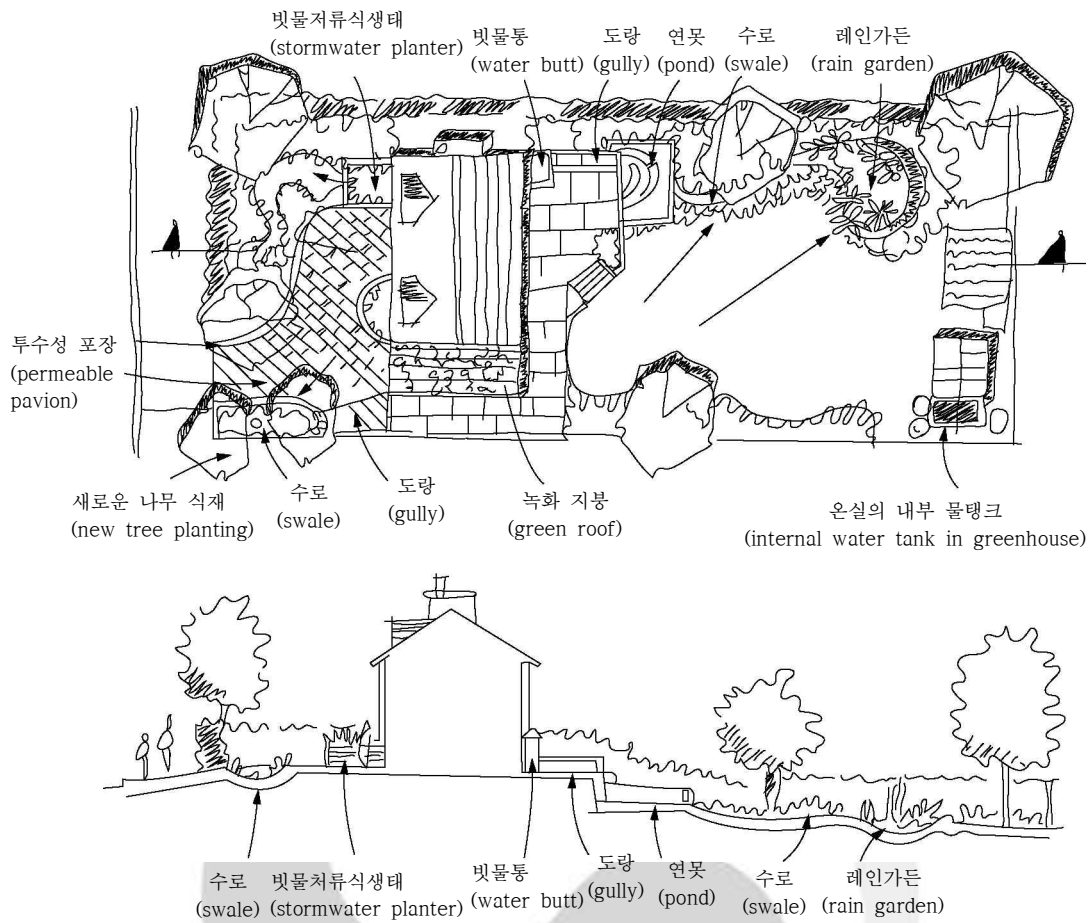 빗물저류식생태
(stormwater planter)
빗물통
(water butt)
도랑
(gully)
연못
(pond)
수로
(swale)
레인가든
(rain garden)
투수성 포장
(permeable
pavion)
새로운 나무 식재
(new tree planting)
수로
(swale)
도랑
(gully)
녹화 지붕
(green roof)
온실의 내부 물탱크
(internal water tank in greenhouse)
수로
(swale)
빗물처류식생태
(stormwater planter)
빗물통
(water butt)
도랑
(gully)
연못
(pond)
수로
(swale)
레인가든
(rain garden)